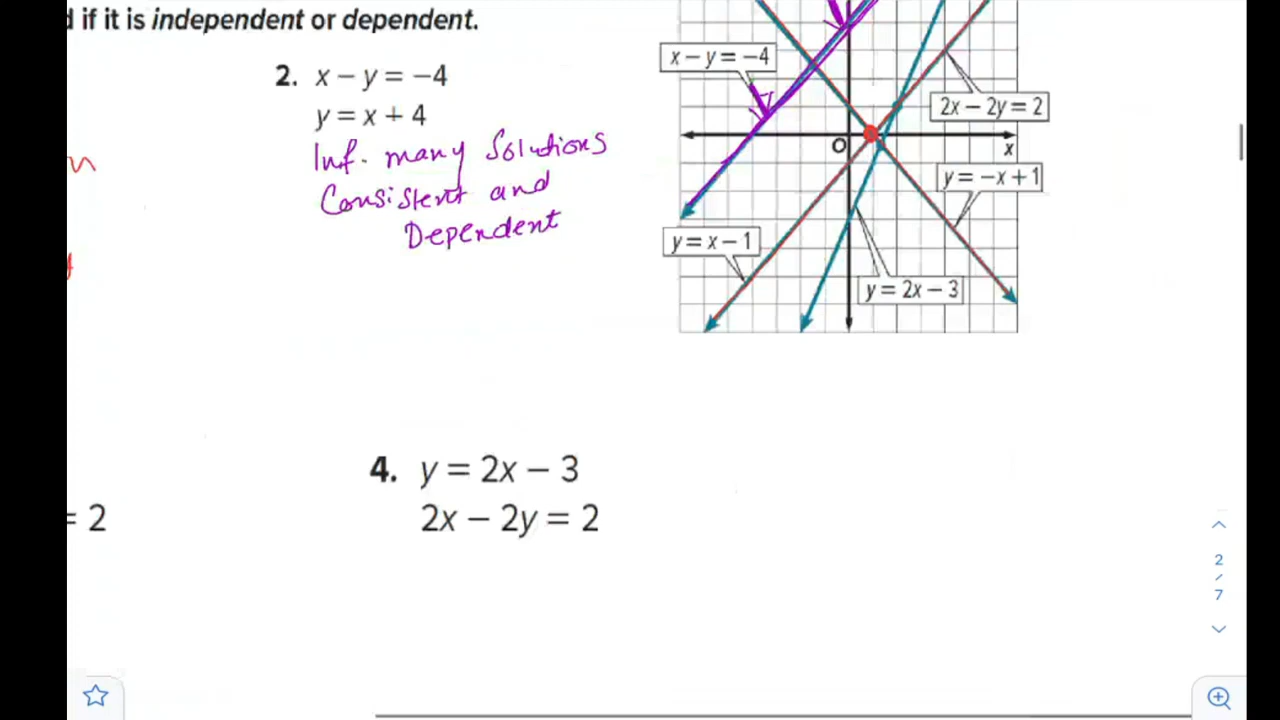 d if it is independent or dependent.
2. x − y = −4
y = x + 4
Inf. many Solutions
Consistent and
Dependent
x − y = −4
2x − 2y = 2
O
x
y = −x + 1
y = x − 1
y = 2x − 3
= 2
4. y = 2x − 3
2x − 2y = 2
2
/
7